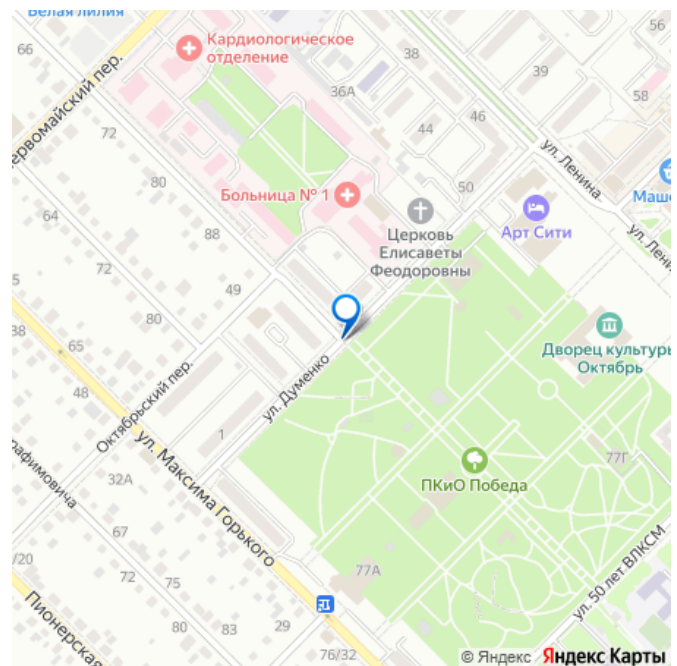 Белая лилия
66
Кардиологическое
отделение
38
39
36А
58
46
44
72
ул. Ленина
Первомайский пер.
80
50
Больница № 1
64
Маше
Арт Сити
Церковь
Елисаветы
Феодоровны
88
ул. Лени
72
49
80
38
65
Дворец культуры
Октябрь
48
ул. Думенко
Октябрьский пер.
1
ул. Максима Горького
77Г
32А
ПКиО Победа
67
/20
72
75
77А
ул. 50 лет ВЛКСМ
Пионерская
80
83
29
76/32
© Яндекс Яндекс Карты